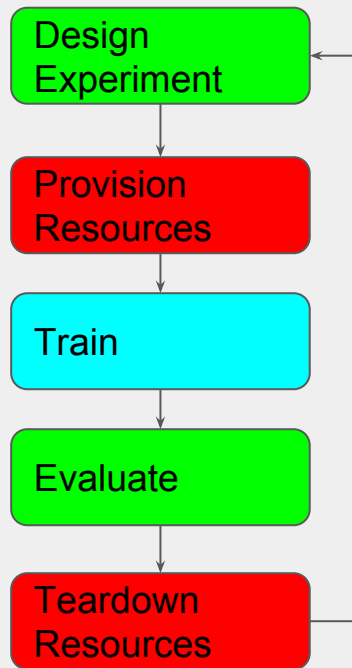 Design
Experiment
Provision
Resources
Train
Evaluate
Teardown
Resources